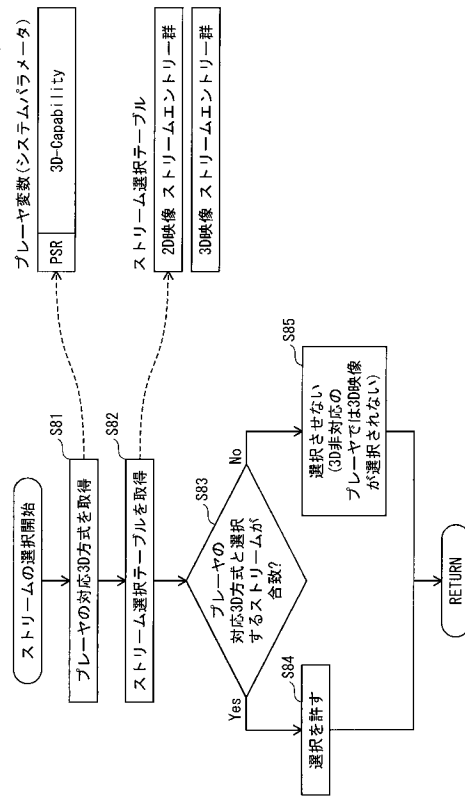 ストリームの選択開始
S81
プレーヤの対応3D方式を取得
プレーヤ変数(システムパラメータ)
PSR
3D-Capability
S82
ストリーム選択テーブルを取得
ストリーム選択テーブル
2D映像 ストリームエントリー群
3D映像 ストリームエントリー群
S83
プレーヤの
対応3D方式と選択
するストリームが
合致?
Yes
No
S84
選択を許す
S85
選択させない
(3D非対応の
プレーヤでは3D映像
が選択されない)
RETURN